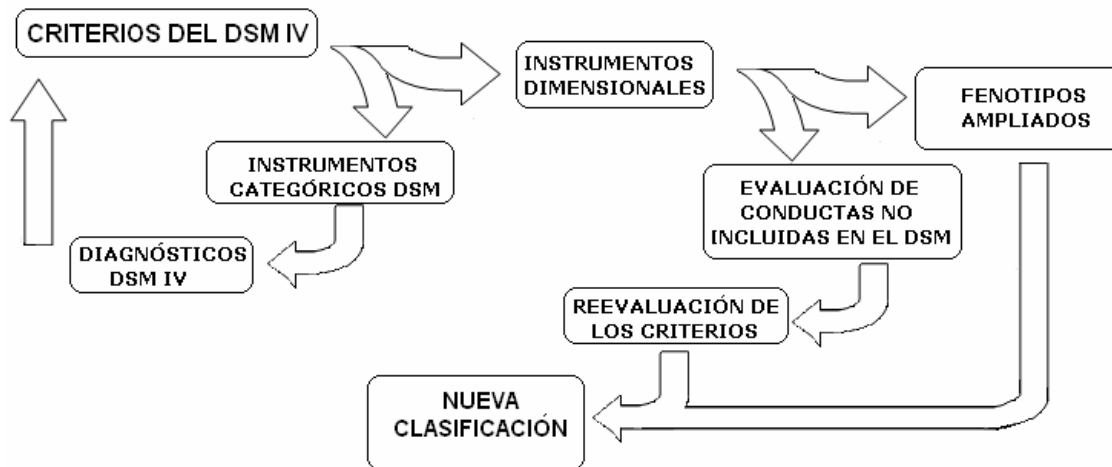 CRITERIOS DEL DSM IV
INSTRUMENTOS
DIMENSIONALES
FENOTIPOS
AMPLIADOS
INSTRUMENTOS
CATEGÓRICOS DSM
EVALUACIÓN DE
CONDUCTAS NO
INCLUIDAS EN EL DSM
DIAGNÓSTICOS
DSM IV
REEVALUACIÓN DE
LOS CRITERIOS
NUEVA
CLASIFICACIÓN